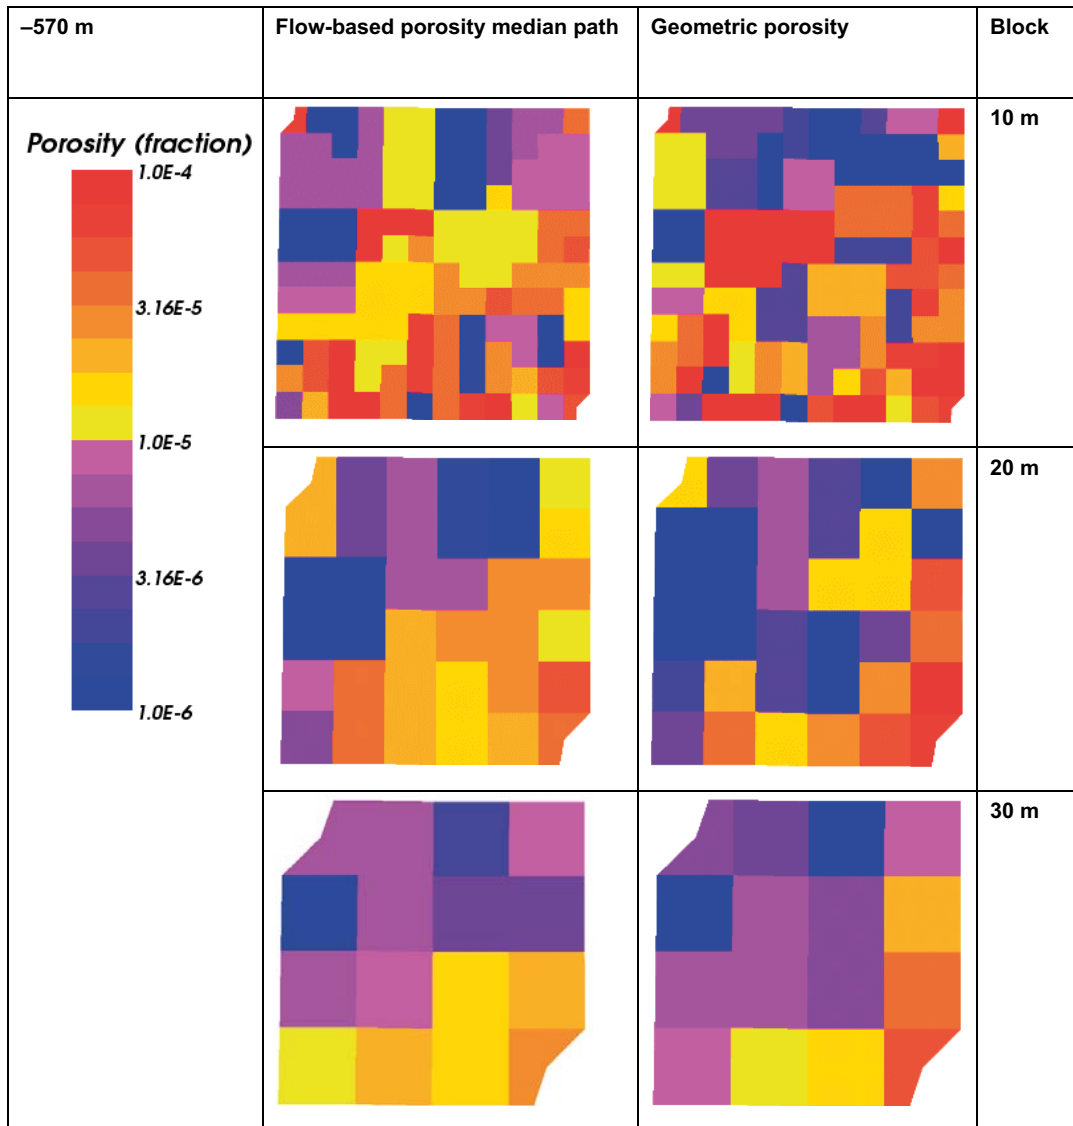 –570 m
Flow-based porosity median path
Geometric porosity
Block
Porosity (fraction)
1.0E-4
3.16E-5
1.0E-5
3.16E-6
1.0E-6
10 m
20 m
30 m